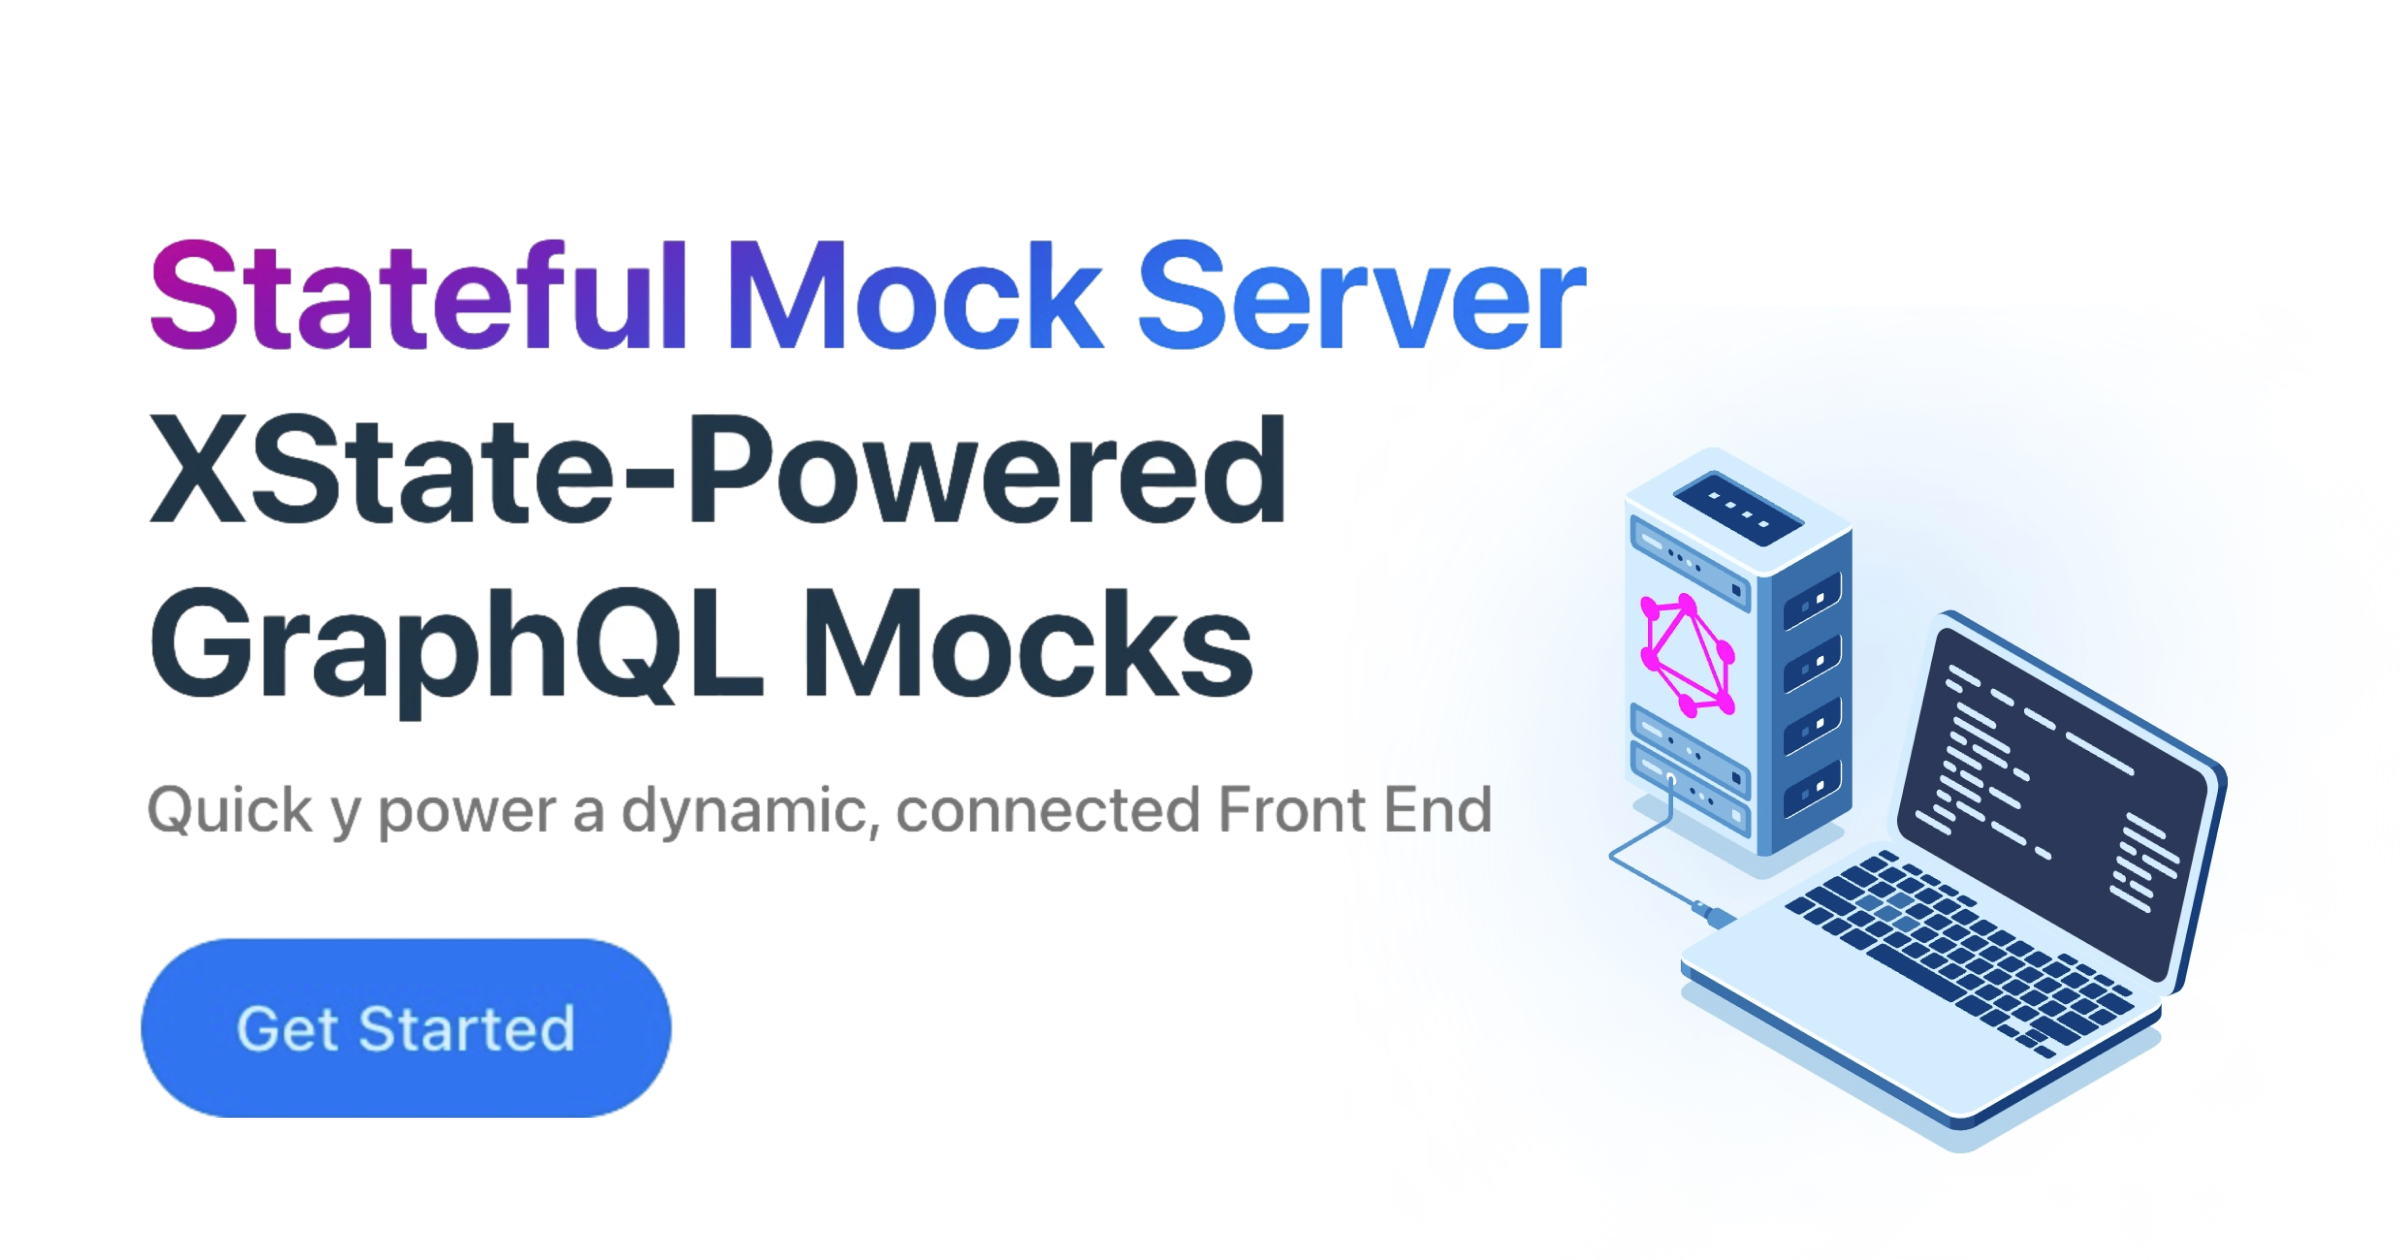 Stateful Mock Server
XState-Powered
GraphQL Mocks
Quick y power a dynamic, connected Front End
Get Started